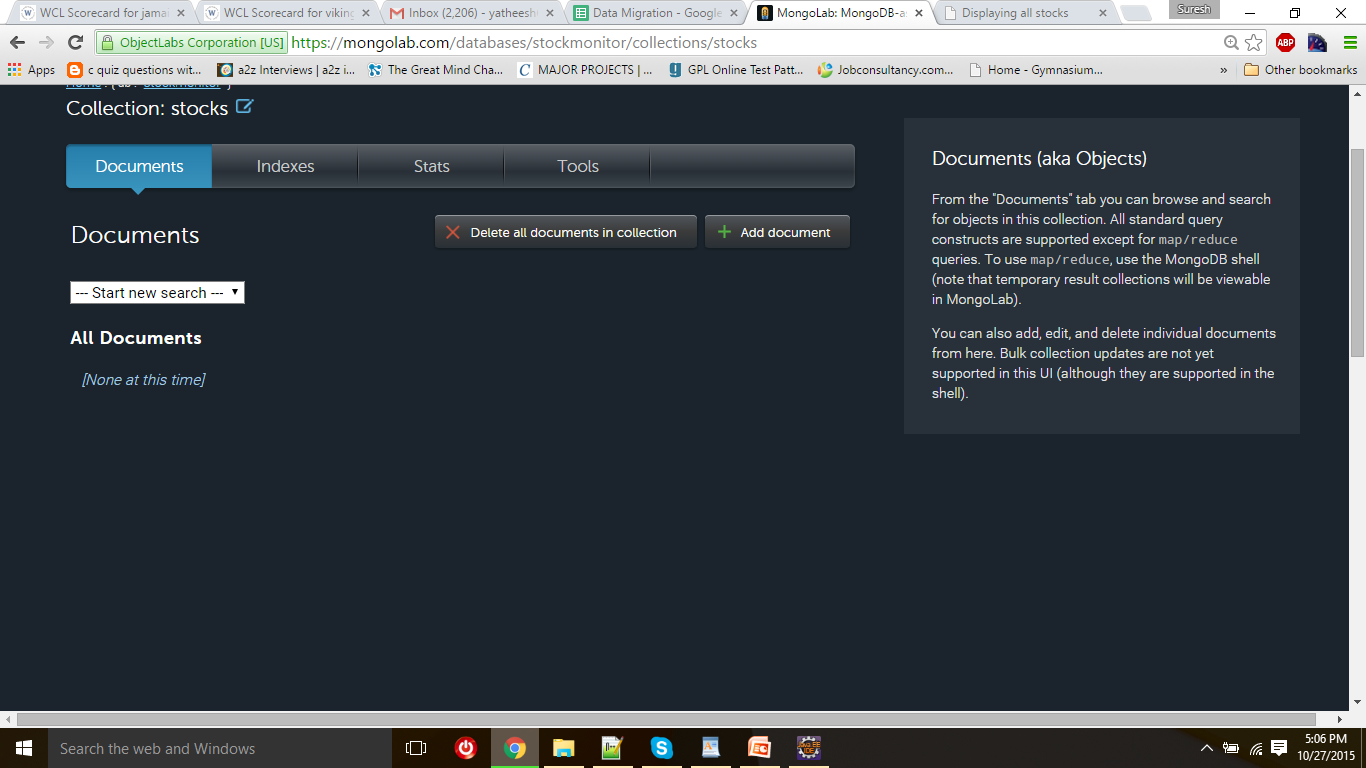 WCL Scorecard for jama
WCL Scorecard for viking
Inbox (2,206) - yatheesh
Data Migration - Google
MongoLab: MongoDB-a
Displaying all stocks
Suresh
ObjectLabs Corporation [US] https://mongolab.com/databases/stockmonitor/collections/stocks
ABP
Apps
c quiz questions wit...
a2z Interviews | a2z i...
The Great Mind Cha...
MAJOR PROJECTS | ...
GPL Online Test Patt...
Jobconsultancy.com...
Home - Gymnasium...
»
Other bookmarks
Collection: stocks
Documents
Indexes
Stats
Tools
Documents
Delete all documents in collection
Add document
--- Start new search ---
All Documents
[None at this time]
Documents (aka Objects)
From the "Documents" tab you can browse and search
for objects in this collection. All standard query
constructs are supported except for map/reduce
queries. To use map/reduce, use the MongoDB shell
(note that temporary result collections will be viewable
in MongoLab).
You can also add, edit, and delete individual documents
from here. Bulk collection updates are not yet
supported in this UI (although they are supported in the
shell).
Search the web and Windows
5:06 PM
10/27/2015